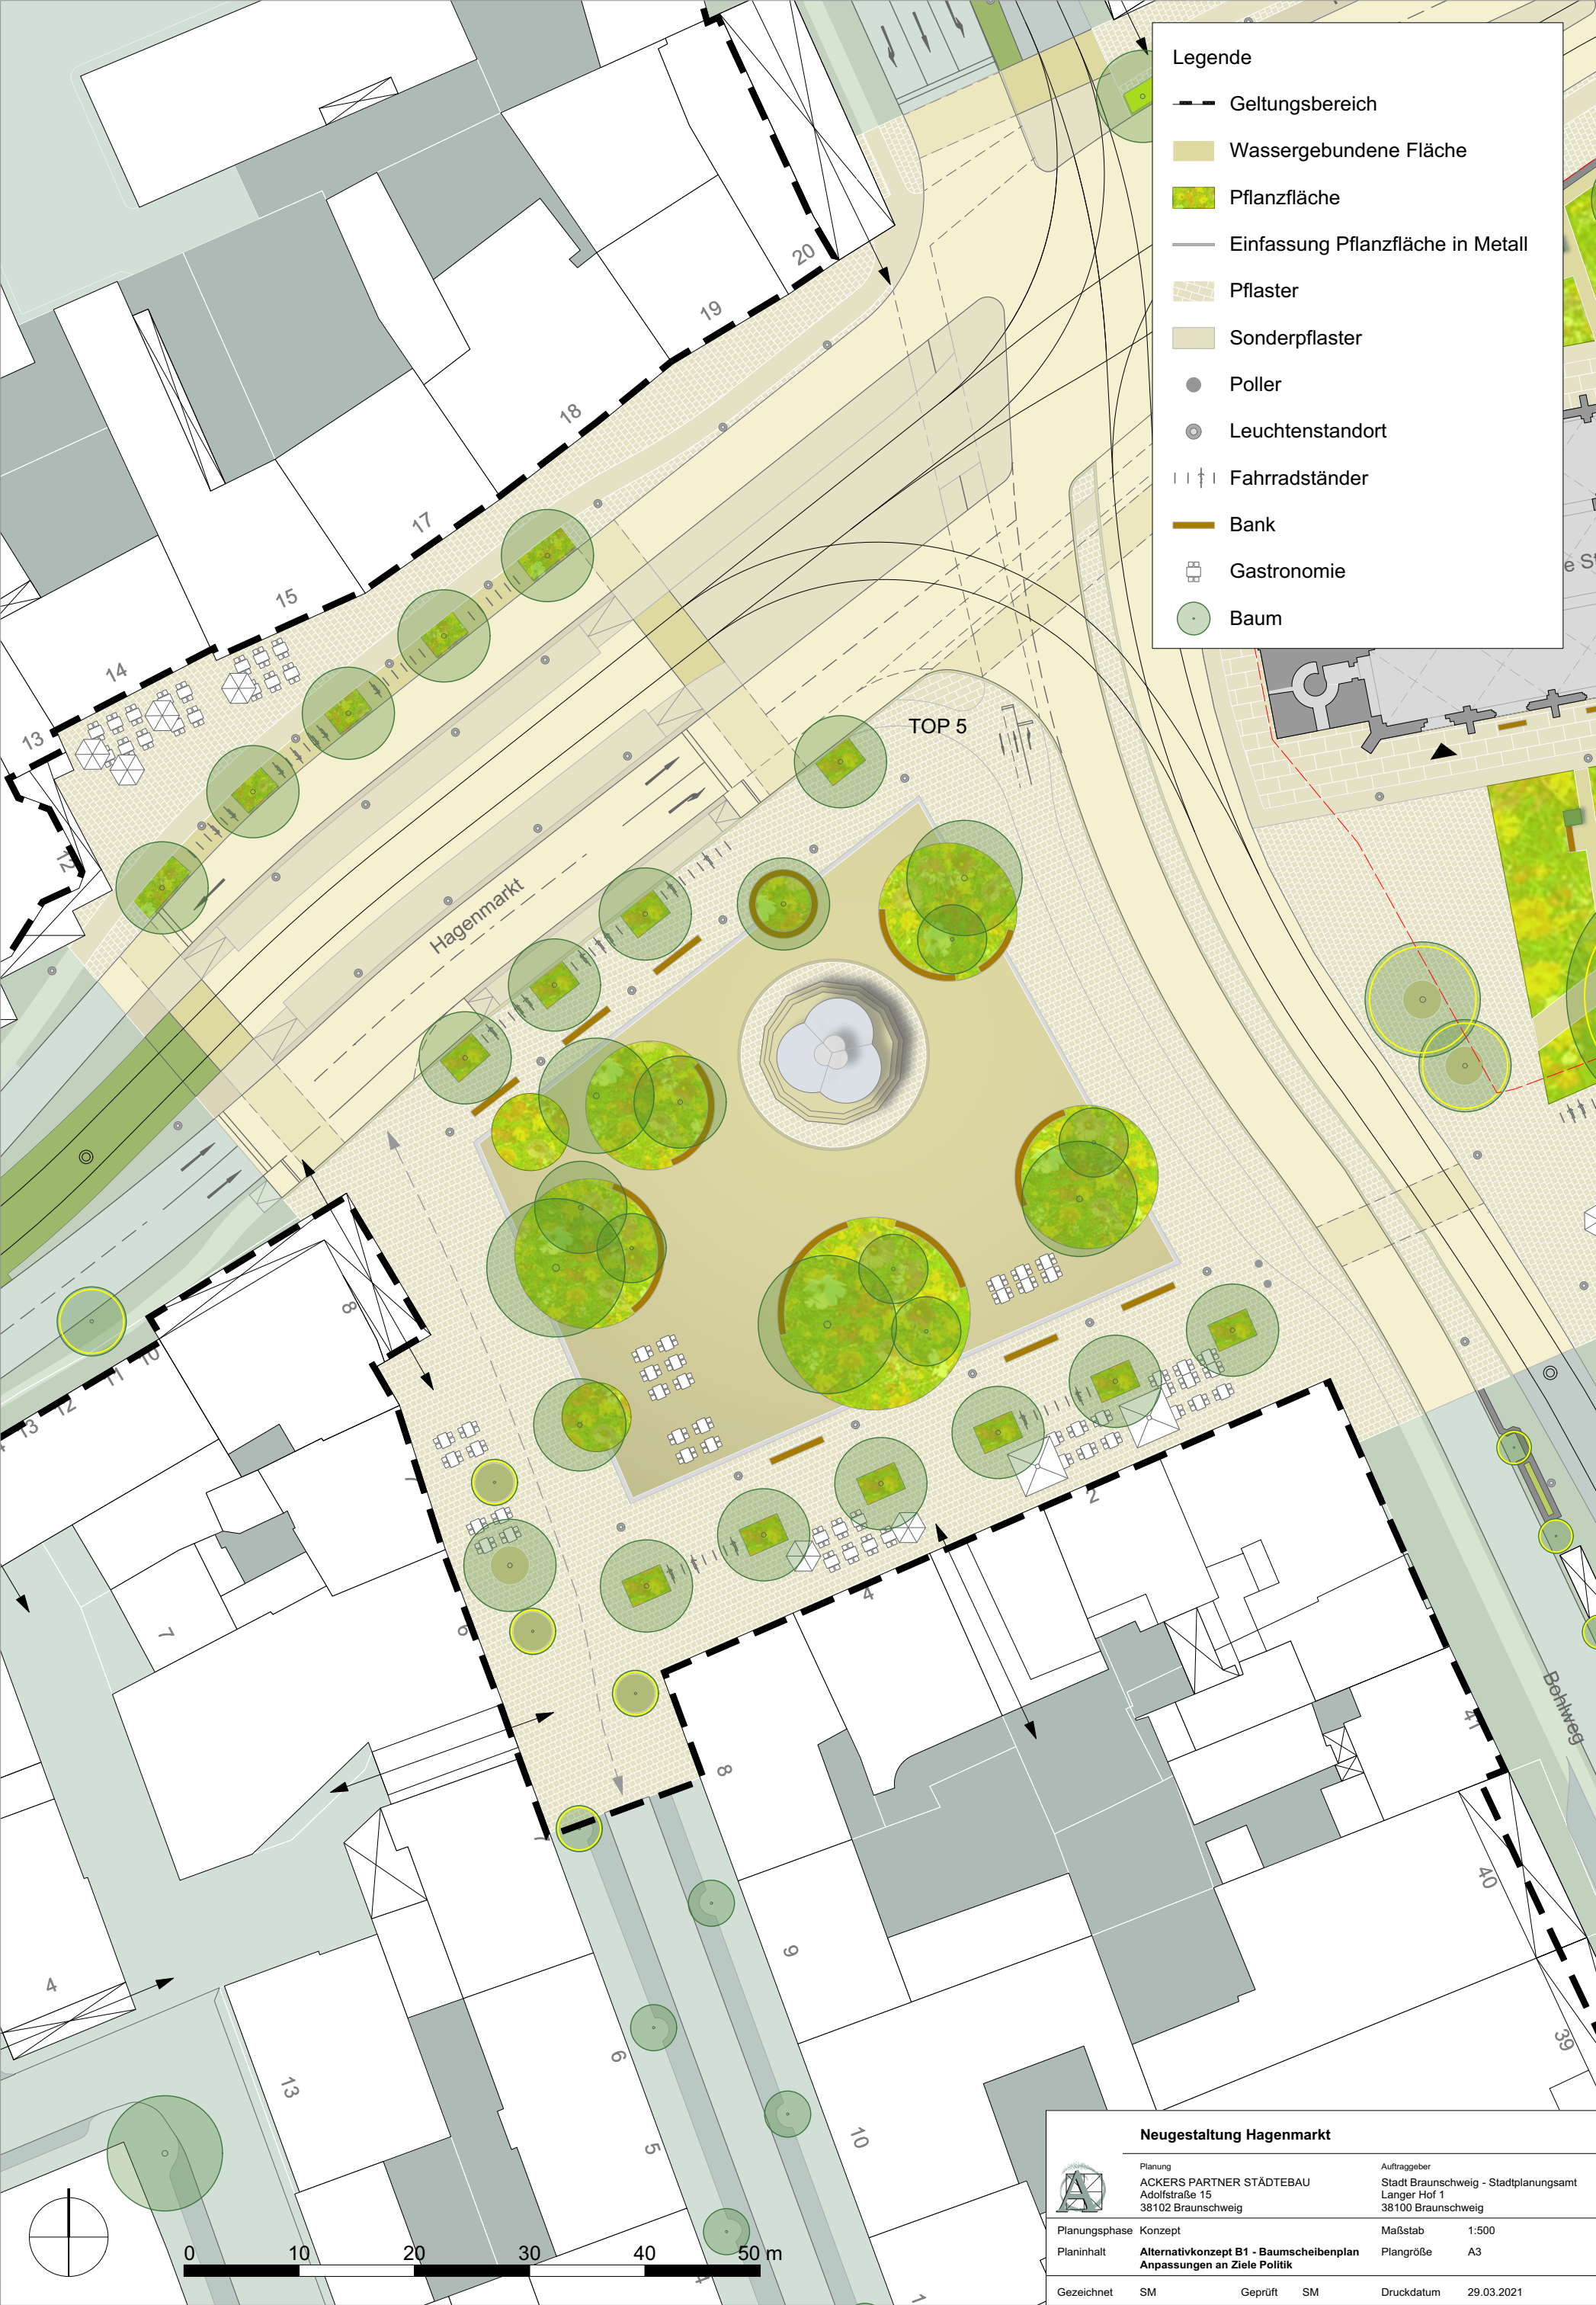 Legende
Geltungsbereich
Wassergebundene Fläche
Pflanzfläche
Einfassung Pflanzfläche in Metall
Pflaster
Sonderpflaster
Poller
Leuchtenstandort
Fahrradständer
Bank
Gastronomie
Baum
20
19
18
17
15
14
13
12
e St
TOP 5
Hagenmarkt
8
10
11
12
13
7
7
6
2
4
8
7
4
13
9
6
5
10
41
40
39
Bohlweg
0 10 20 30 40 50 m
Neugestaltung Hagenmarkt
Planung
ACKERS PARTNER STÄDTEBAU
Adolfstraße 15
38102 Braunschweig
Auftraggeber
Stadt Braunschweig - Stadtplanungsamt
Langer Hof 1
38100 Braunschweig
Planungsphase Konzept
Maßstab 1:500
Planinhalt Alternativkonzept B1 - Baumscheibenplan
Anpassungen an Ziele Politik
Plangröße A3
Gezeichnet SM Geprüft SM Druckdatum 29.03.2021